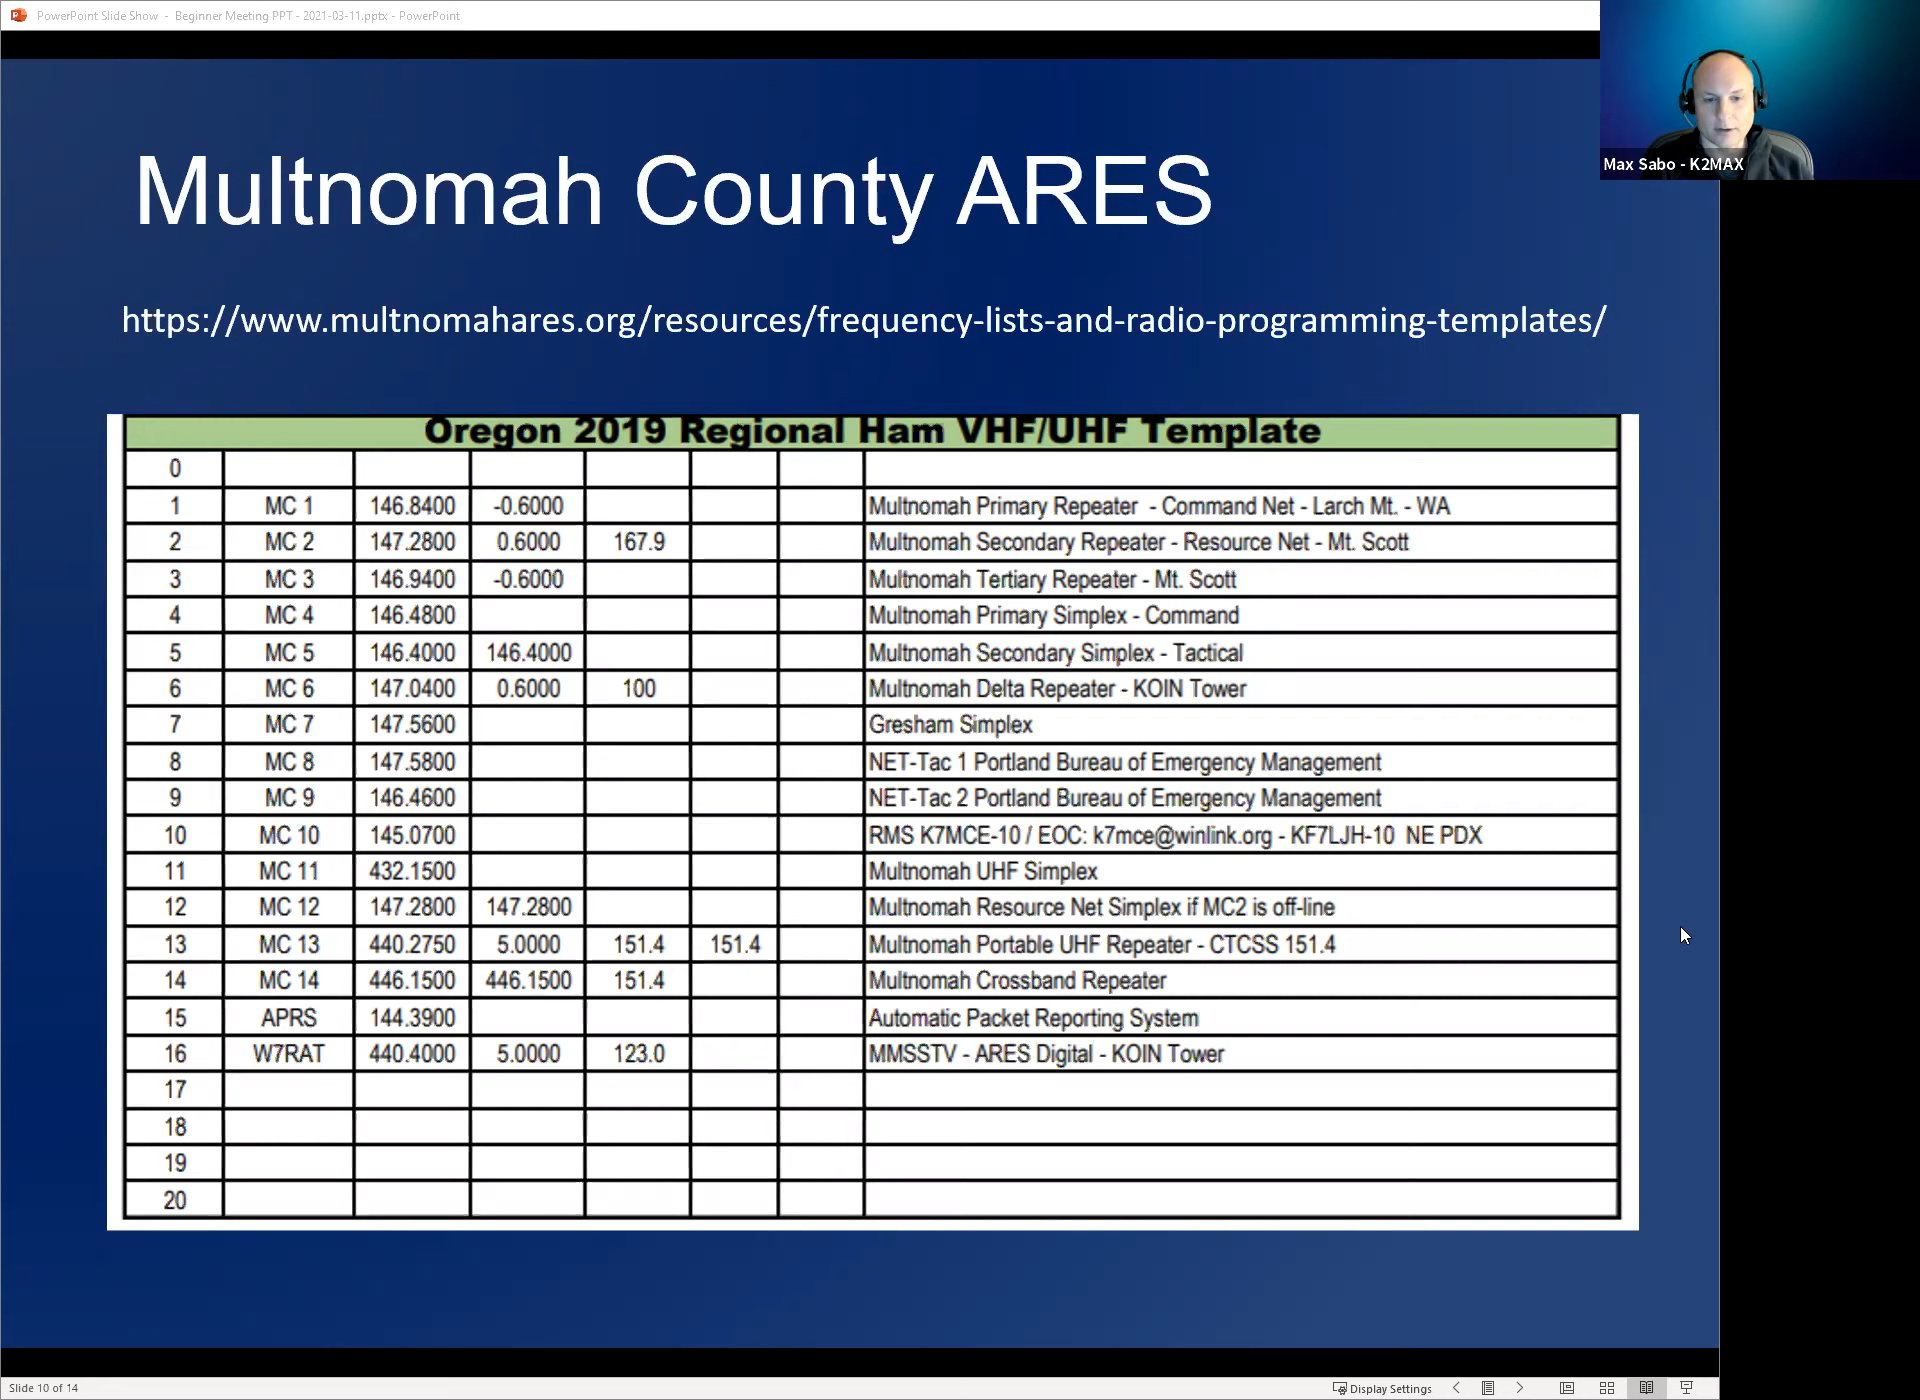 PowerPoint Slide Show - Beginner Meeting PPT - 2021-03-11.pptx - PowerPoint
Max Sabo - K2MAX
Multnomah County ARES
https://www.multnomahares.org/resources/frequency-lists-and-radio-programming-templates/
Oregon 2019 Regional Ham VHF/UHF Template
0
1 MC 1 146.8400 -0.6000 Multnomah Primary Repeater - Command Net - Larch Mt. - WA
2 MC 2 147.2800 0.6000 167.9 Multnomah Secondary Repeater - Resource Net - Mt. Scott
3 MC 3 146.9400 -0.6000 Multnomah Tertiary Repeater - Mt. Scott
4 MC 4 146.4800 Multnomah Primary Simplex - Command
5 MC 5 146.4000 146.4000 Multnomah Secondary Simplex - Tactical
6 MC 6 147.0400 0.6000 100 Multnomah Delta Repeater - KOIN Tower
7 MC 7 147.5600 Gresham Simplex
8 MC 8 147.5800 NET-Tac 1 Portland Bureau of Emergency Management
9 MC 9 146.4600 NET-Tac 2 Portland Bureau of Emergency Management
10 MC 10 145.0700 RMS K7MCE-10 / EOC: k7mce@winlink.org - KF7LJH-10 NE PDX
11 MC 11 432.1500 Multnomah UHF Simplex
12 MC 12 147.2800 147.2800 Multnomah Resource Net Simplex if MC2 is off-line
13 MC 13 440.2750 5.0000 151.4 151.4 Multnomah Portable UHF Repeater - CTCSS 151.4
14 MC 14 446.1500 446.1500 151.4 Multnomah Crossband Repeater
15 APRS 144.3900 Automatic Packet Reporting System
16 W7RAT 440.4000 5.0000 123.0 MMSSTV - ARES Digital - KOIN Tower
17
18
19
20
Slide 10 of 14
Display Settings